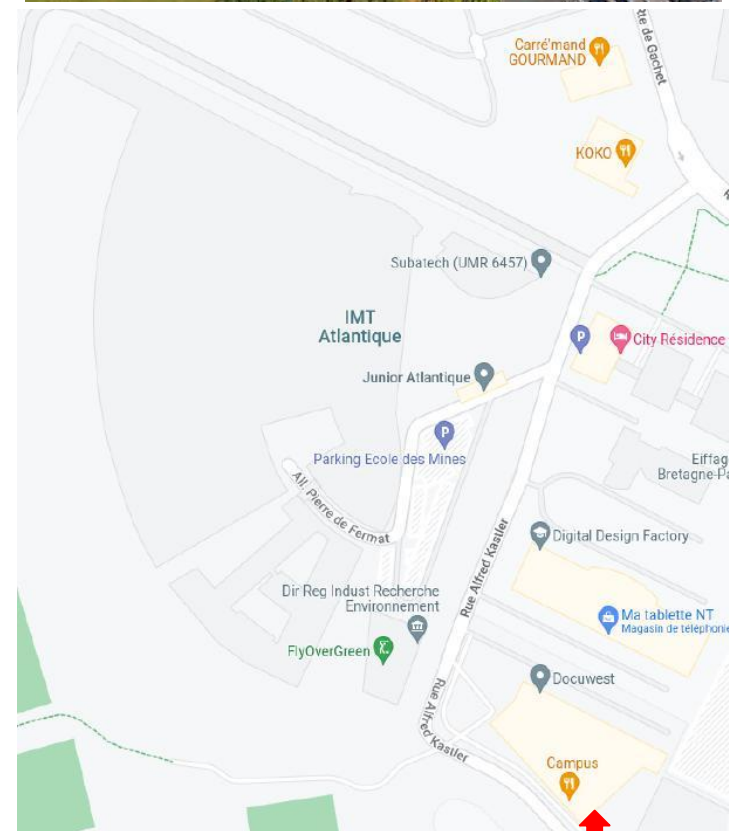 Carré'mand
GOURMAND
Rte de Gachet
KOKO
Subatech (UMR 6457)
IMT
Atlantique
P
City Résidence
Junior Atlantique
P
Parking Ecole des Mines
Eiffag
Bretagne-Pa
All. Pierre de Fermat
Rue Alfred Kastler
Digital Design Factory
Dir Reg Indust Recherche
Environnement
Ma tablette NT
Magasin de téléphonie
FlyOverGreen
Docuwest
Rue Alfred Kastler
Campus